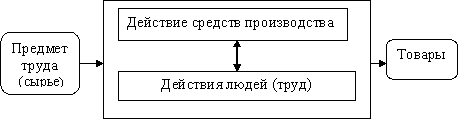 Предмет
труда
(сырье)
Действие средств производства
Действия людей (труд)
Товары